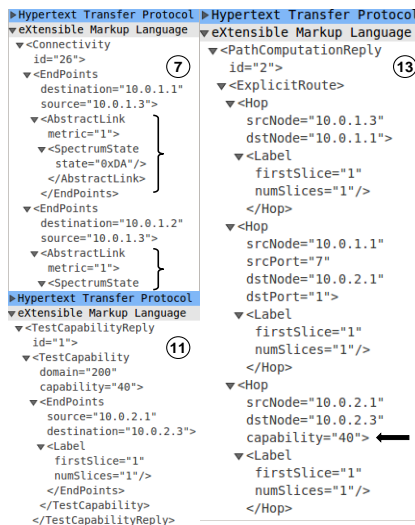 Hypertext Transfer Protocol
eXtensible Markup Language
<Connectivity
id="26">
7
<EndPoints
destination="10.0.1.1"
source="10.0.1.3">
<AbstractLink
metric="1">
<SpectrumState
state="0xDA"/>
</AbstractLink>
</EndPoints>
<EndPoints
destination="10.0.1.2"
source="10.0.1.3">
<AbstractLink
metric="1">
<SpectrumState
Hypertext Transfer Protocol
eXtensible Markup Language
<TestCapabilityReply
id="1">
11
<TestCapability
domain="200"
capability="40">
<EndPoints
source="10.0.2.1"
destination="10.0.2.3">
<Label
firstSlice="1"
numSlices="1"/>
</EndPoints>
</TestCapability>
</TestCapabilityReply>
Hypertext Transfer Protocol
eXtensible Markup Language
<PathComputationReply
id="2">
13
<ExplicitRoute>
<Hop
srcNode="10.0.1.3"
dstNode="10.0.1.1">
<Label
firstSlice="1"
numSlices="1"/>
</Hop>
<Hop
srcNode="10.0.1.1"
srcPort="7"
dstNode="10.0.2.1"
dstPort="1">
<Label
firstSlice="1"
numSlices="1"/>
</Hop>
<Hop
srcNode="10.0.2.1"
dstNode="10.0.2.3"
capability="40">
<Label
firstSlice="1"
numSlices="1"/>
</Hop>